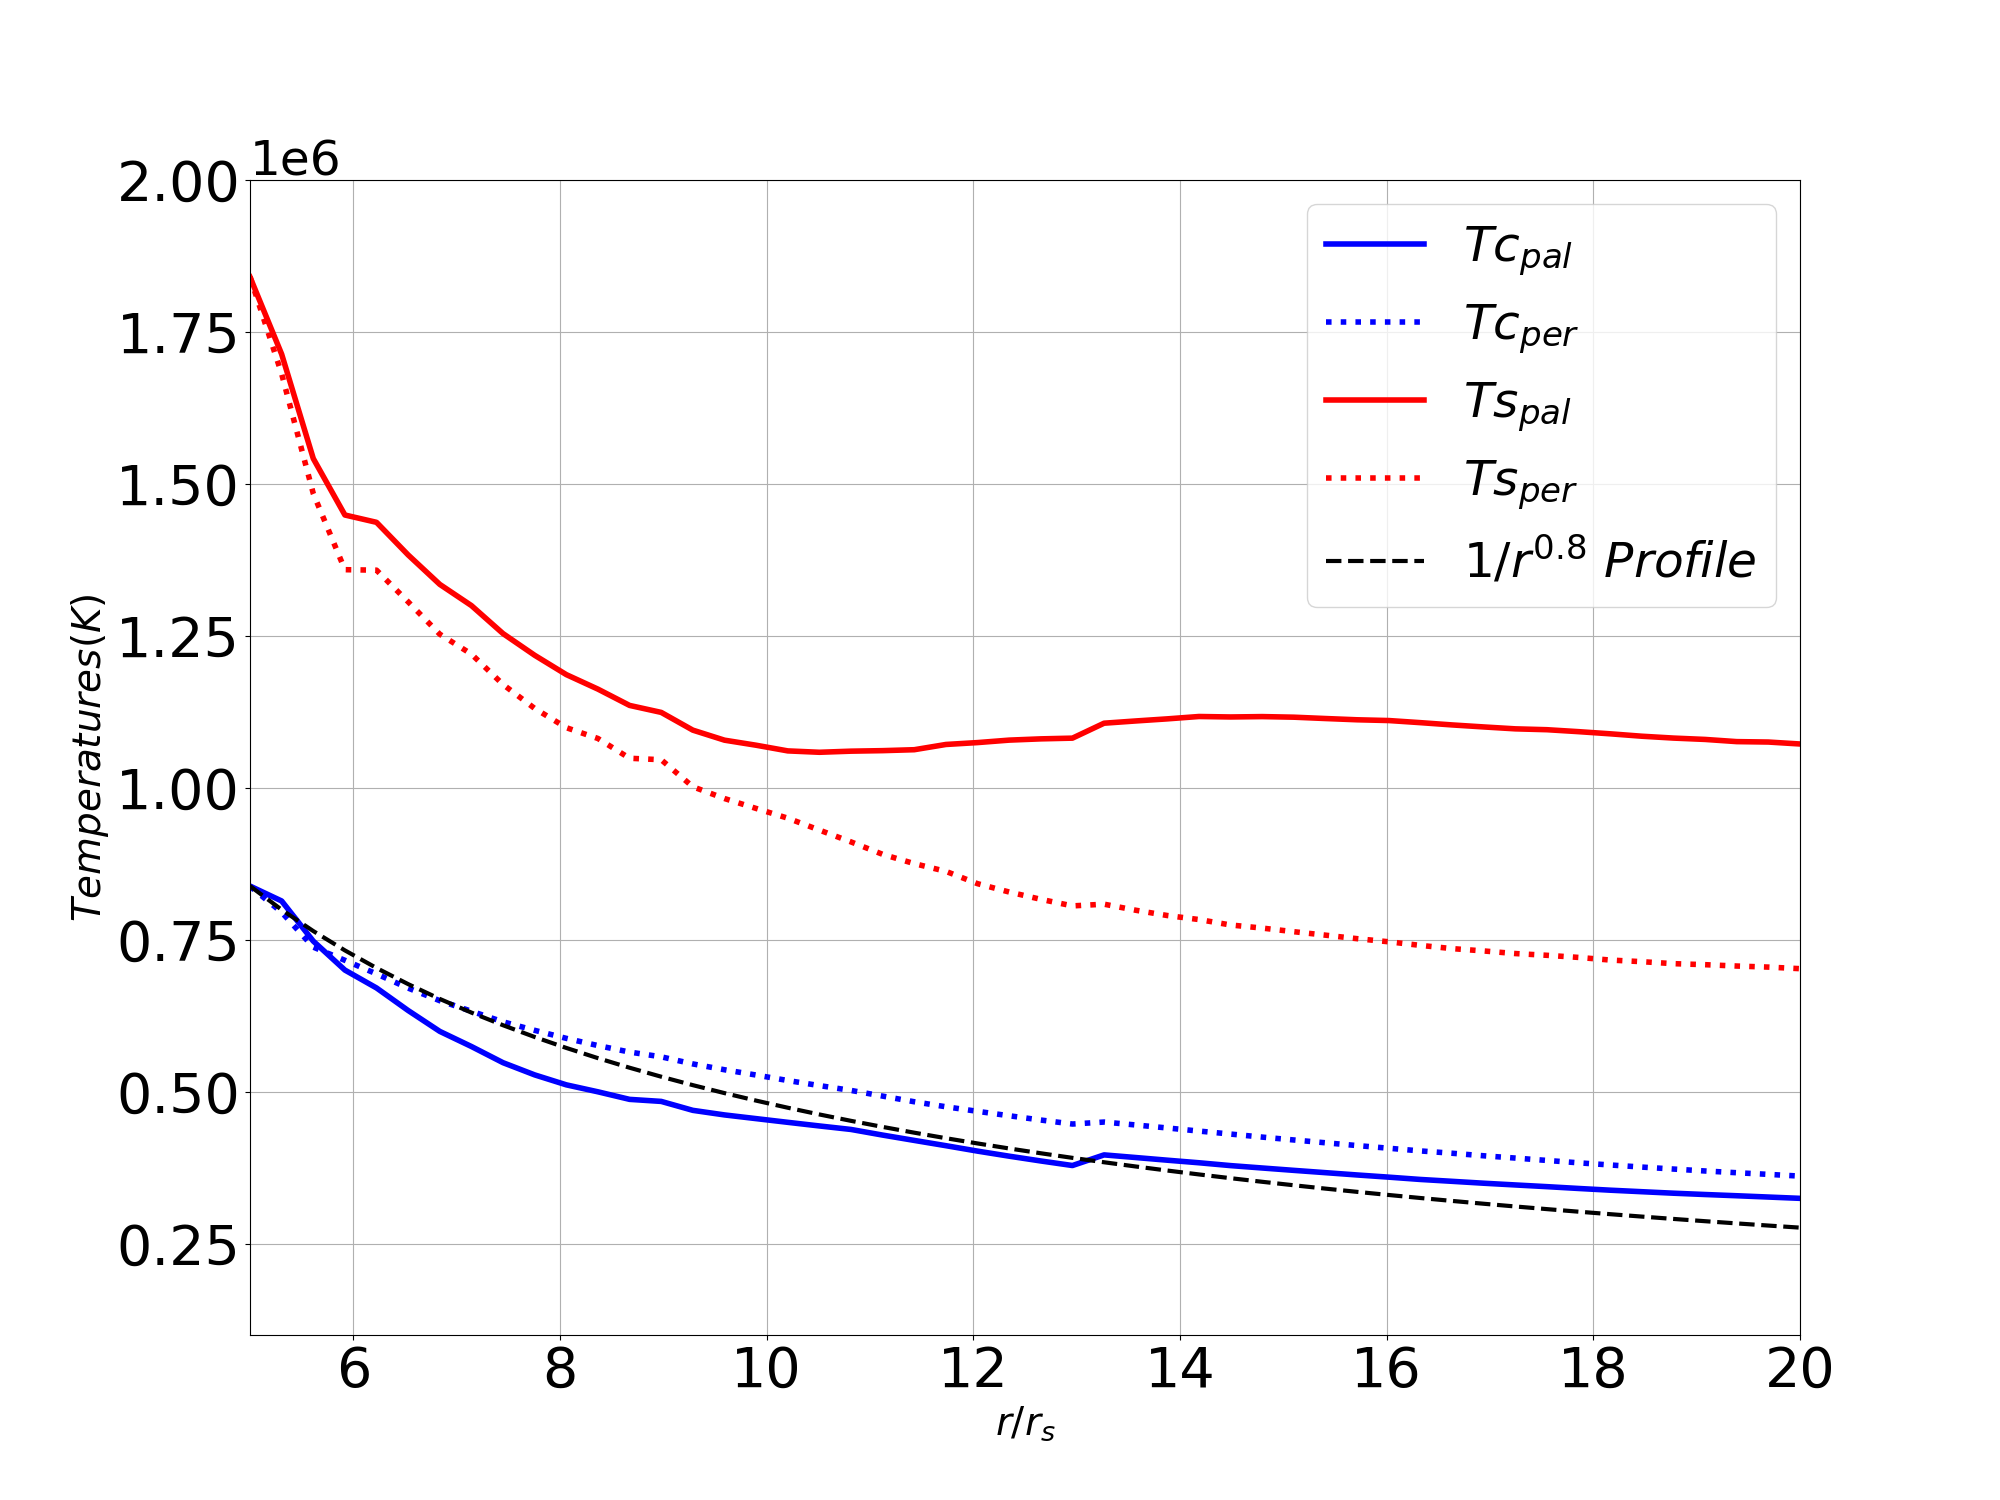 1e6
2.00
1.75
1.50
1.25
1.00
0.75
0.50
0.25
Temperatures(K)
6 8 10 12 14 16 18 20
r/r_s
Tc_pal
Tc_per
Ts_pal
Ts_per
1/r^0.8 Profile